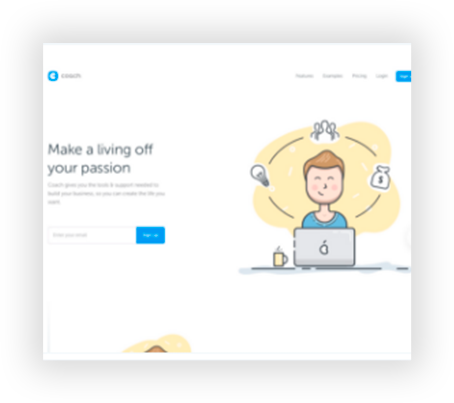 coach
Features Examples Pricing Login Sign up
Make a living off
your passion
Coach gives you the tools & support needed to
build your business, so you can create the life you
want.
Enter your email Sign up
$